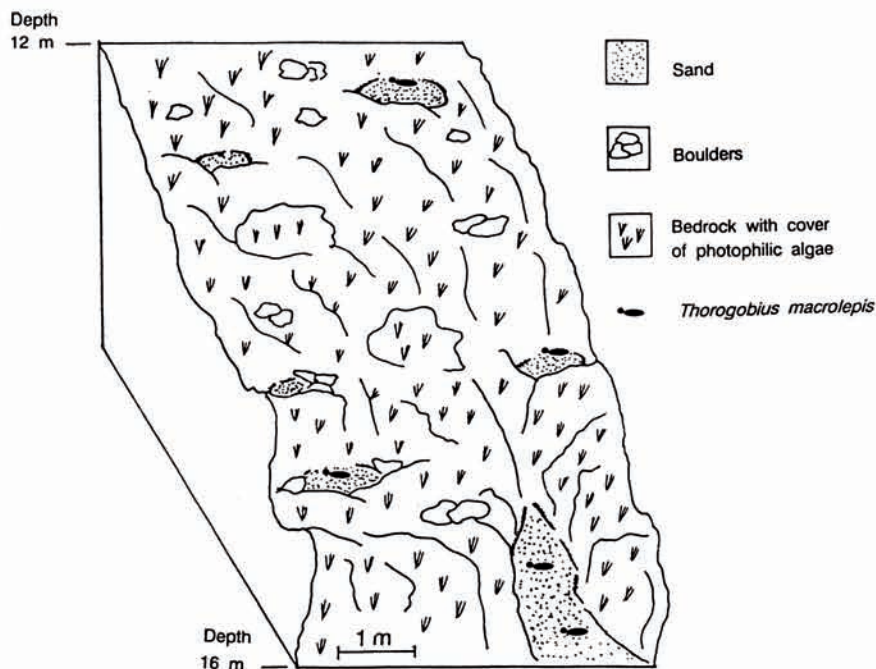 Depth
12 m
Sand
Boulders
Bedrock with cover
of photophilic algae
Thorogobius macrolepis
Depth
16 m
1 m